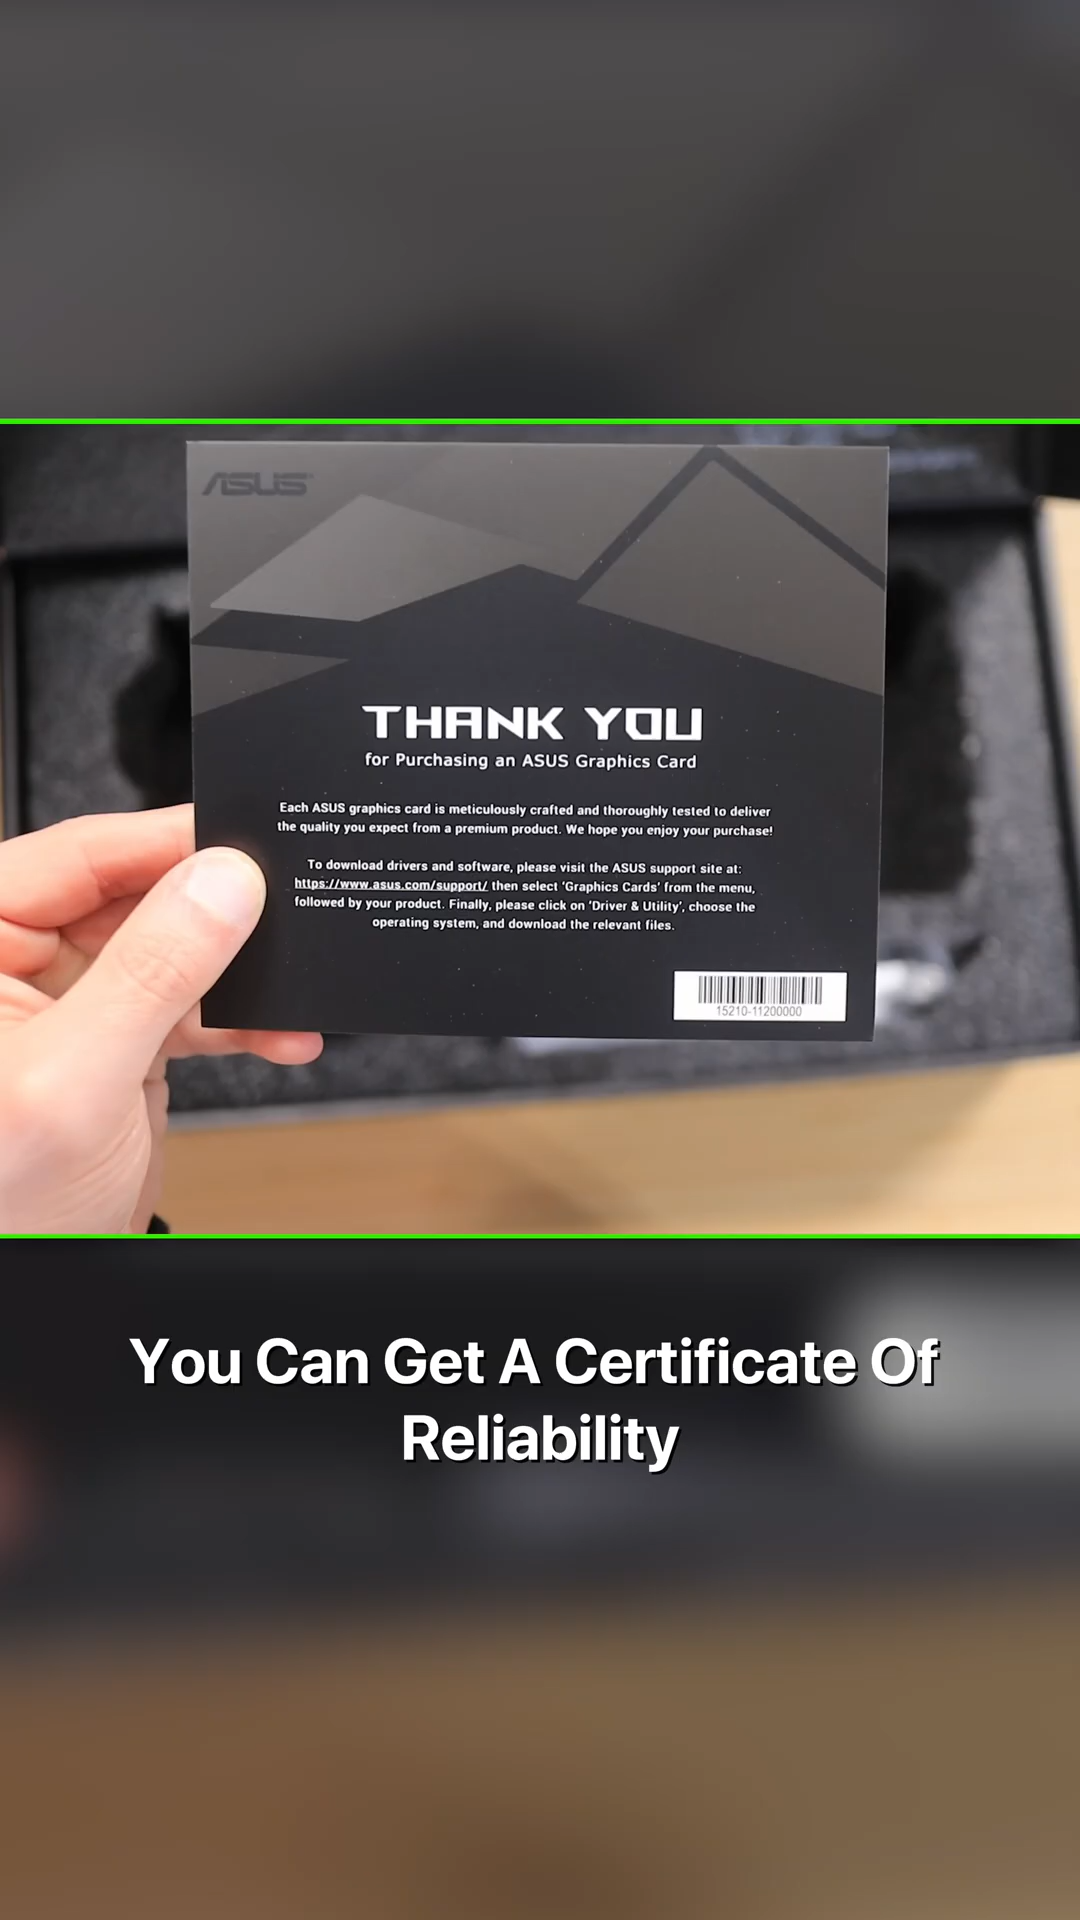 ASUS
THANK YOU
for Purchasing an ASUS Graphics Card
Each ASUS graphics card is meticulously crafted and thoroughly tested to deliver
the quality you expect from a premium product. We hope you enjoy your purchase!
To download drivers and software, please visit the ASUS support site at:
https://www.asus.com/support/ then select 'Graphics Cards' from the menu,
followed by your product. Finally, please click on 'Driver & Utility', choose the
operating system, and download the relevant files.
15210-11200000
You Can Get A Certificate Of
Reliability